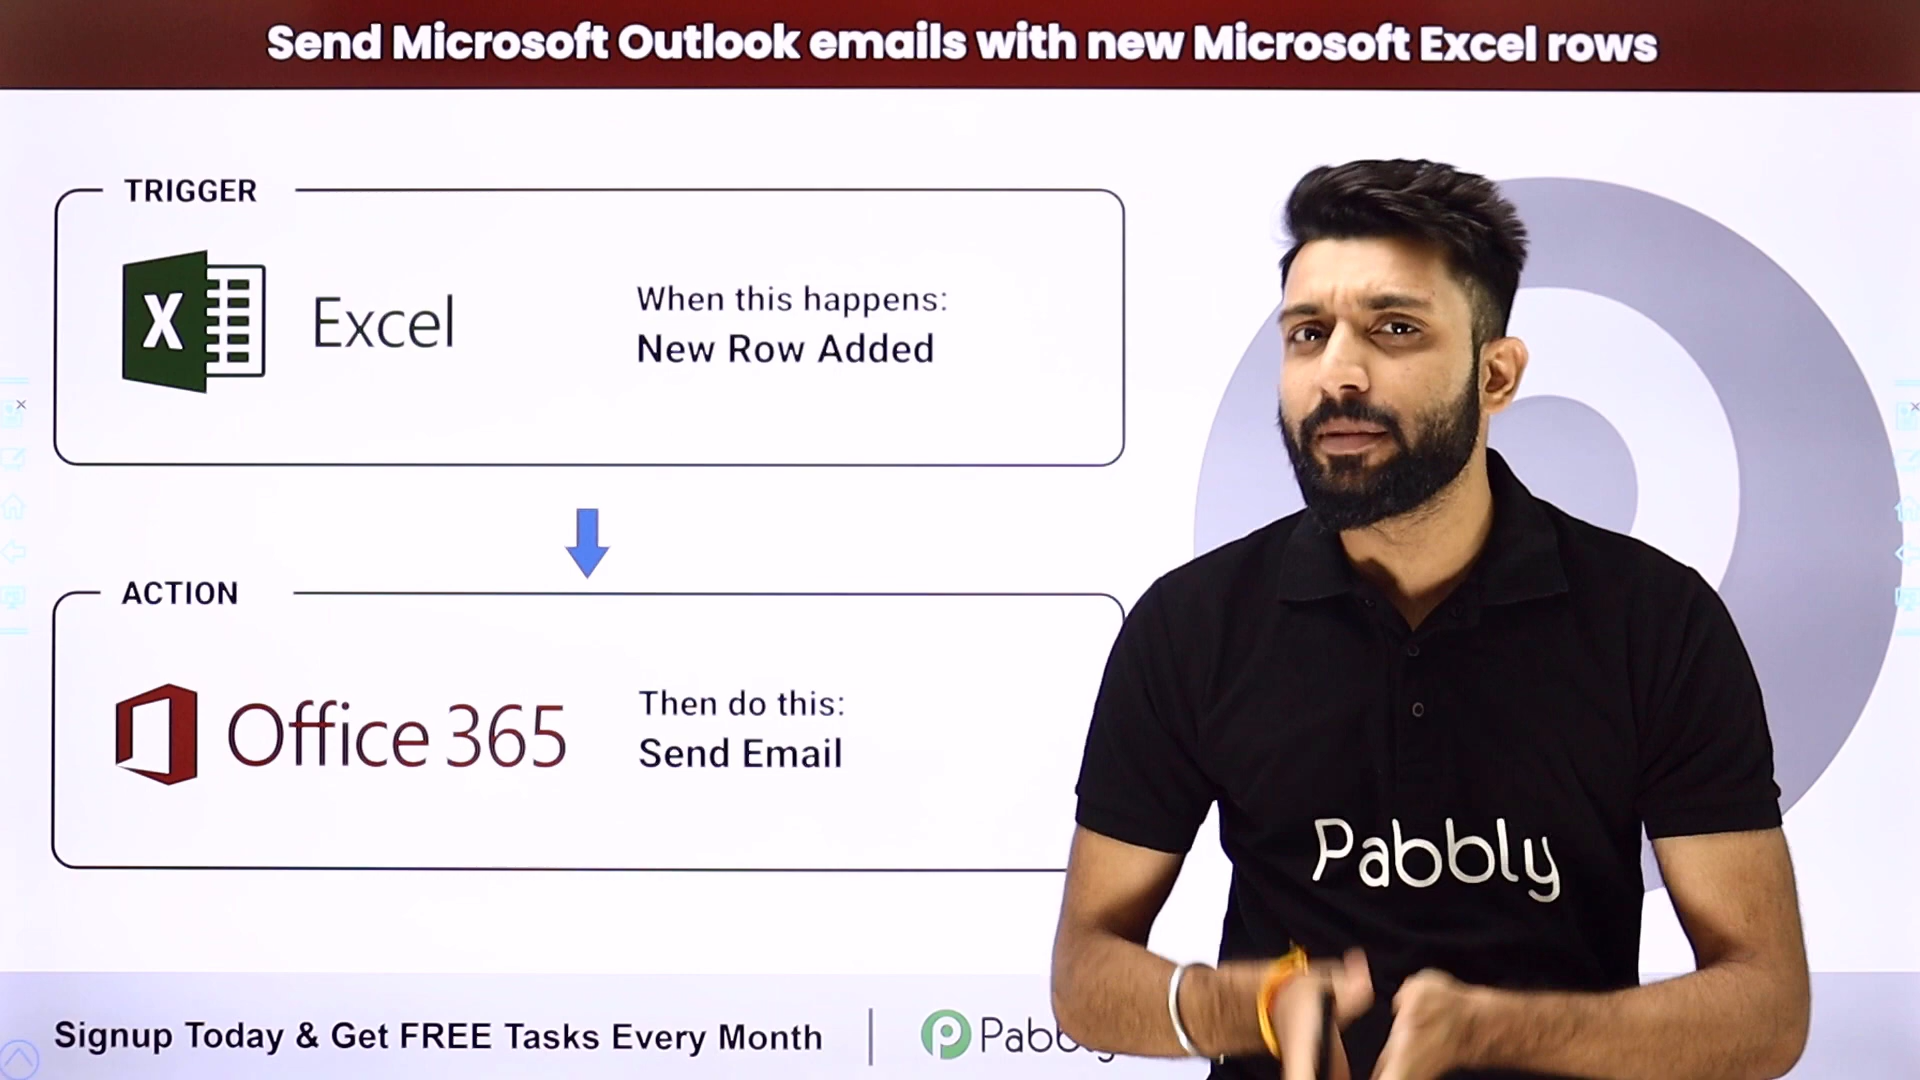 Send Microsoft Outlook emails with new Microsoft Excel rows
TRIGGER
X
Excel
When this happens:
New Row Added
ACTION
Office 365
Then do this:
Send Email
Pabbly
Signup Today & Get FREE Tasks Every Month
Pabbly